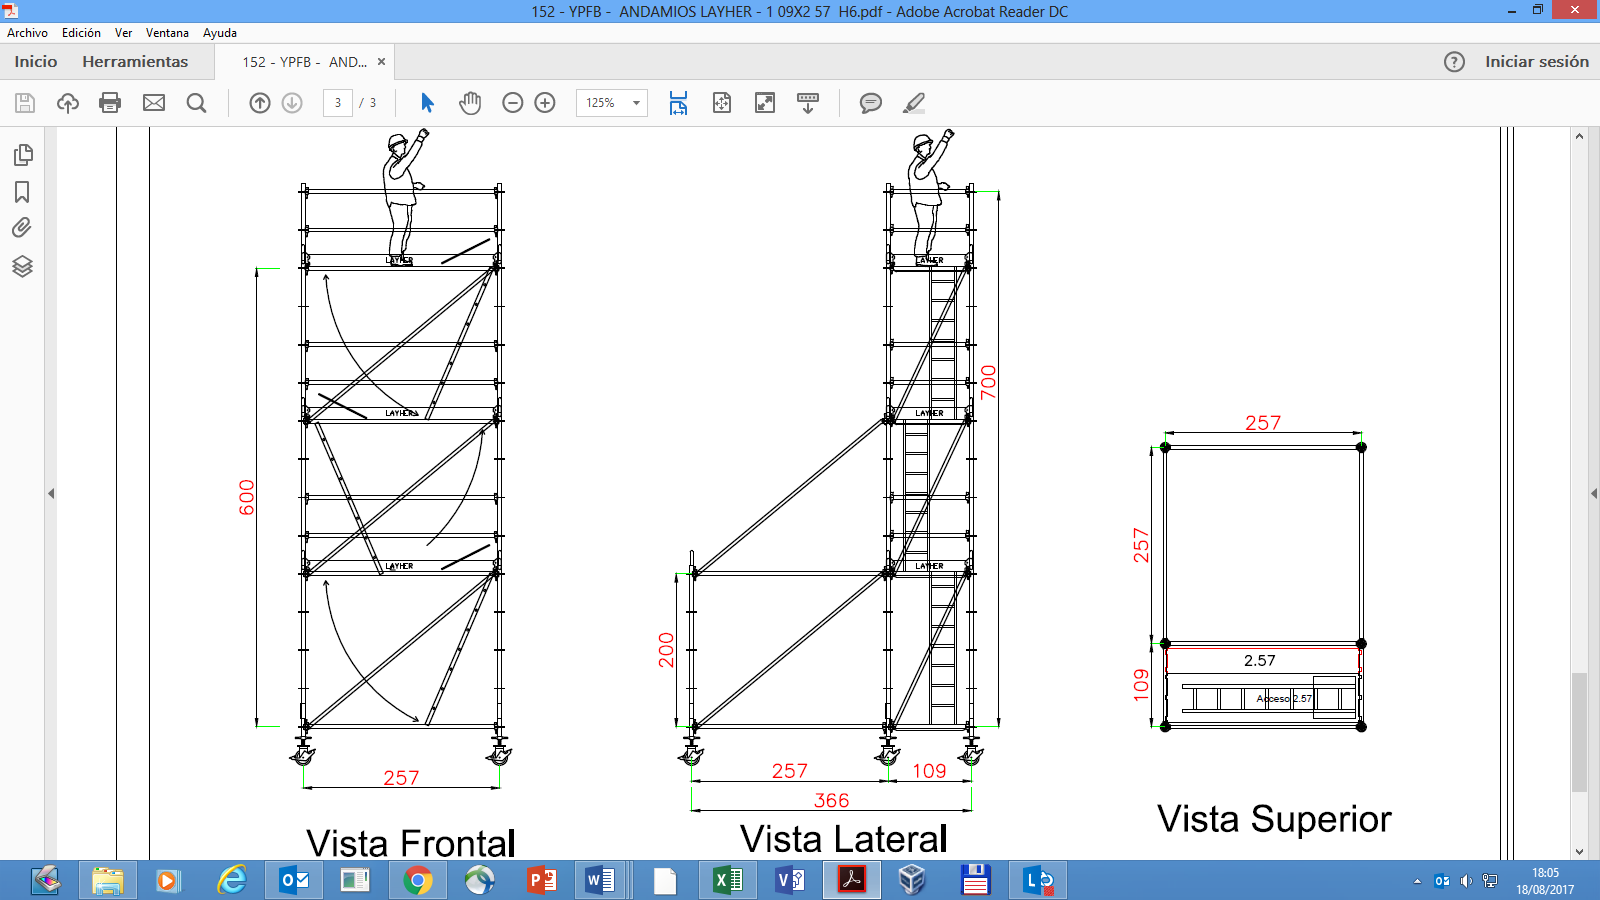 152 - YPFB - ANDAMIOS LAYHER - 1 09X2 57 H6.pdf - Adobe Acrobat Reader DC
Archivo Edición Ver Ventana Ayuda
Inicio Herramientas 152 - YPFB - AND... × ? Iniciar sesión
3 / 3 125%
LAYHER LAYHER
LAYHER LAYHER
LAYHER LAYHER
600
700
200
257
257
109
2.57
Acceso 2.57
257 257 109
366
Vista Frontal Vista Lateral Vista Superior
18:05
18/08/2017
257